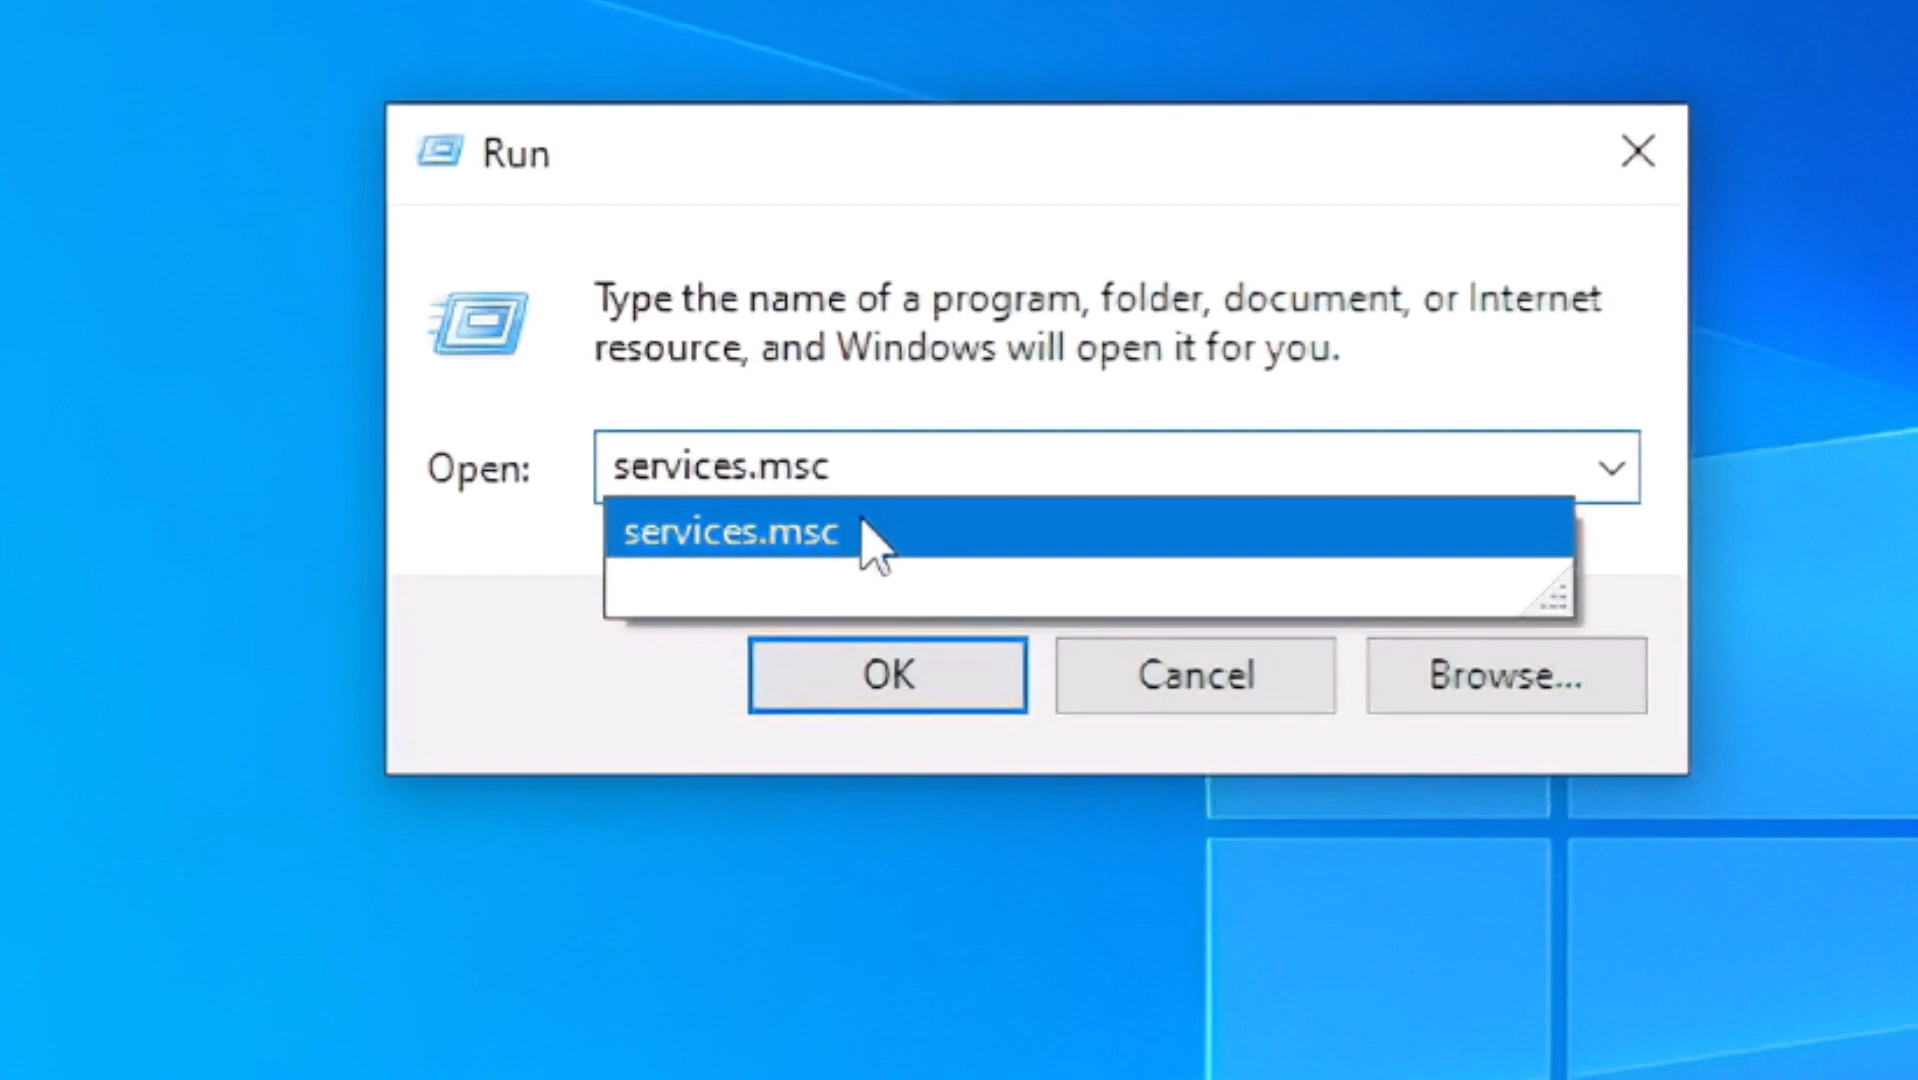 Run
Type the name of a program, folder, document, or Internet
resource, and Windows will open it for you.
Open: services.msc
services.msc
OK Cancel Browse...